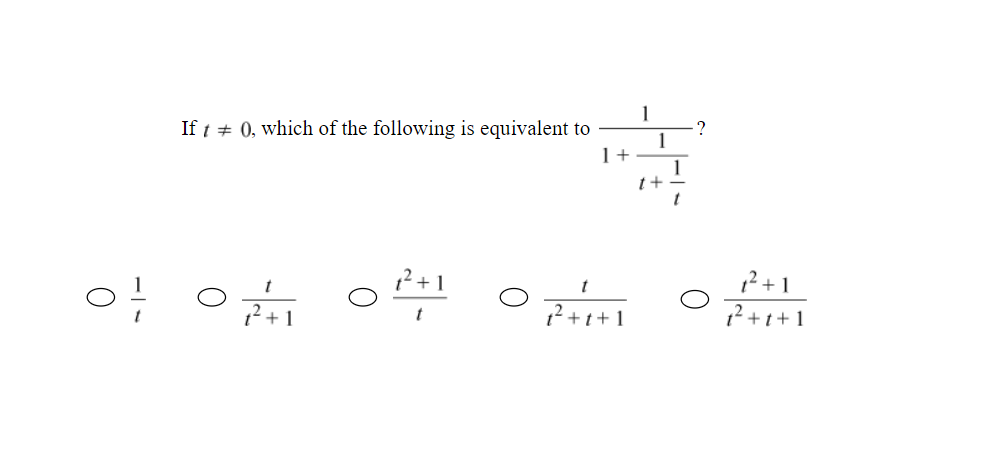 If t ≠ 0, which of the following is equivalent to \frac{1}{1 + \frac{1}{t + \frac{1}{t}}}?
\frac{1}{t} \frac{t}{t^2 + 1} \frac{t^2 + 1}{t} \frac{t}{t^2 + t + 1} \frac{t^2 + 1}{t^2 + t + 1}